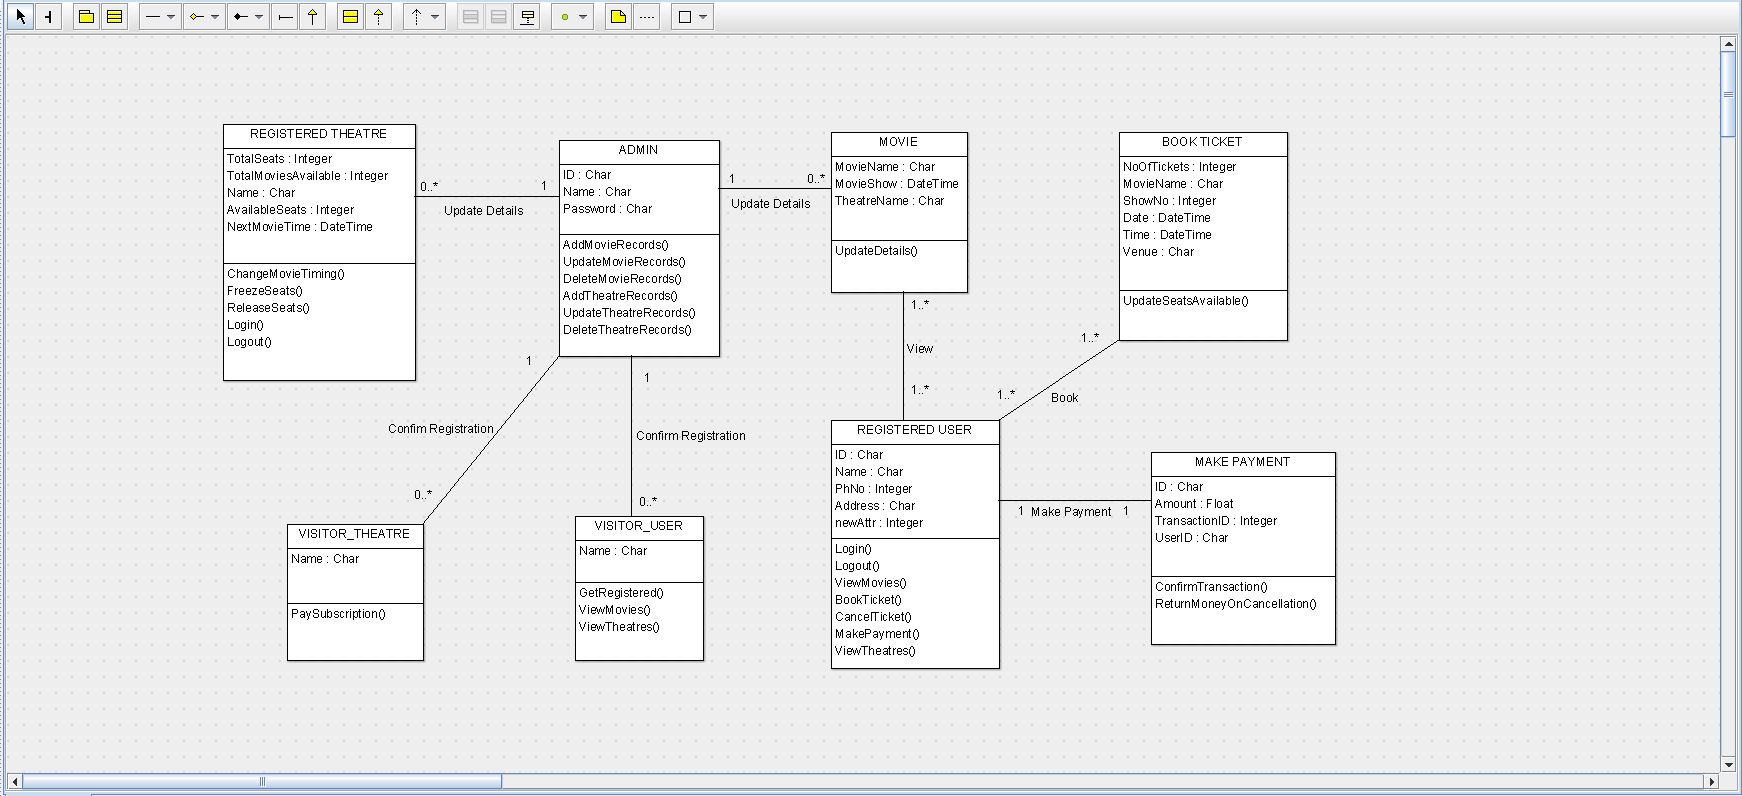 REGISTERED THEATRE
TotalSeats : Integer
TotalMoviesAvailable : Integer
Name : Char
AvailableSeats : Integer
NextMovieTime : DateTime
ChangeMovieTiming()
FreezeSeats()
ReleaseSeats()
Login()
Logout()
0..*
1
Update Details
ADMIN
ID : Char
Name : Char
Password : Char
AddMovieRecords()
UpdateMovieRecords()
DeleteMovieRecords()
AddTheatreRecords()
UpdateTheatreRecords()
DeleteTheatreRecords()
1
0..*
Update Details
MOVIE
MovieName : Char
MovieShow : DateTime
TheatreName : Char
UpdateDetails()
BOOK TICKET
NoOfTickets : Integer
MovieName : Char
ShowNo : Integer
Date : DateTime
Time : DateTime
Venue : Char
UpdateSeatsAvailable()
1
Confim Registration
0..*
1
Confirm Registration
0..*
1..*
View
1..*
1..*
1..*
Book
VISITOR_THEATRE
Name : Char
PaySubscription()
VISITOR_USER
Name : Char
GetRegistered()
ViewMovies()
ViewTheatres()
REGISTERED USER
ID : Char
Name : Char
PhNo : Integer
Address : Char
newAttr : Integer
Login()
Logout()
ViewMovies()
BookTicket()
CancelTicket()
MakePayment()
ViewTheatres()
1 Make Payment 1
MAKE PAYMENT
ID : Char
Amount : Float
TransactionID : Integer
UserID : Char
ConfirmTransaction()
ReturnMoneyOnCancellation()